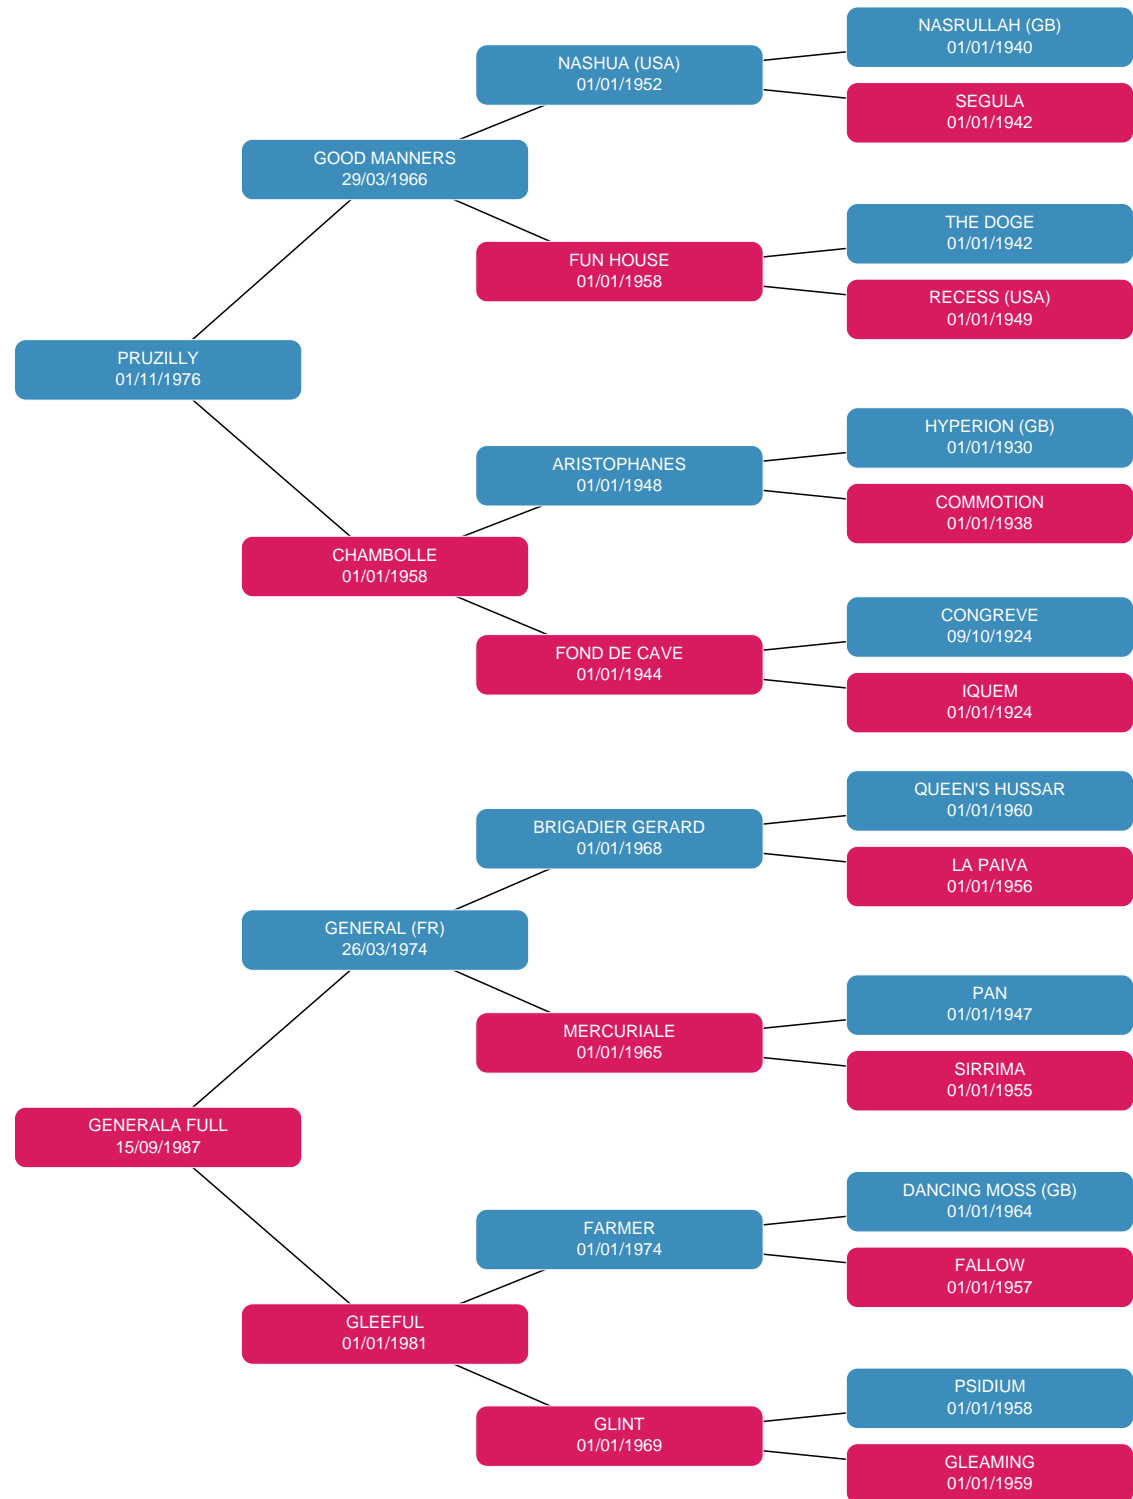 NASRULLAH (GB)
01/01/1940
NASHUA (USA)
01/01/1952
SEGULA
01/01/1942
GOOD MANNERS
29/03/1966
THE DOGE
01/01/1942
FUN HOUSE
01/01/1958
RECESS (USA)
01/01/1949
PRUZILLY
01/11/1976
HYPERION (GB)
01/01/1930
ARISTOPHANES
01/01/1948
COMMOTION
01/01/1938
CHAMBOLLE
01/01/1958
CONGREVE
09/10/1924
FOND DE CAVE
01/01/1944
IQUEM
01/01/1924
QUEEN'S HUSSAR
01/01/1960
BRIGADIER GERARD
01/01/1968
LA PAIVA
01/01/1956
GENERAL (FR)
26/03/1974
PAN
01/01/1947
MERCURIALE
01/01/1965
SIRRIMA
01/01/1955
GENERALA FULL
15/09/1987
DANCING MOSS (GB)
01/01/1964
FARMER
01/01/1974
FALLOW
01/01/1957
GLEEFUL
01/01/1981
PSIDIUM
01/01/1958
GLINT
01/01/1969
GLEAMING
01/01/1959